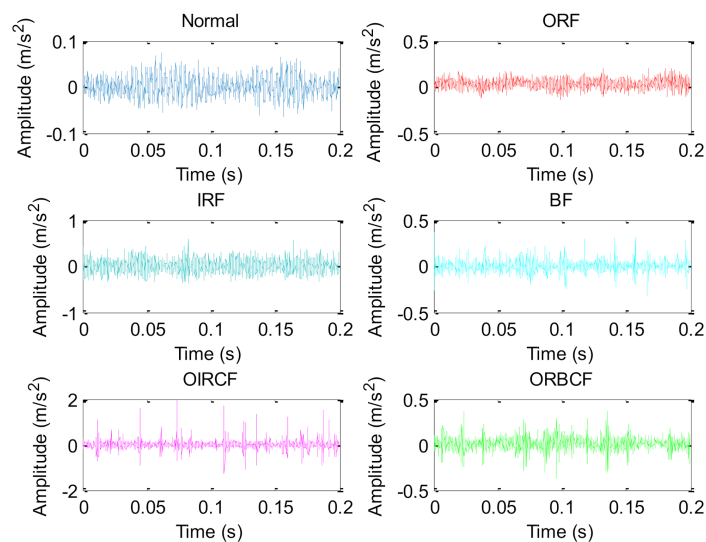 Normal
0.1
0
-0.1
Amplitude (m/s²)
0 0.05 0.1 0.15 0.2
Time (s)
ORF
0.5
0
-0.5
Amplitude (m/s²)
0 0.05 0.1 0.15 0.2
Time (s)
IRF
1
0
-1
Amplitude (m/s²)
0 0.05 0.1 0.15 0.2
Time (s)
BF
0.5
0
-0.5
Amplitude (m/s²)
0 0.05 0.1 0.15 0.2
Time (s)
OIRCF
2
0
-2
Amplitude (m/s²)
0 0.05 0.1 0.15 0.2
Time (s)
ORBCF
0.5
0
-0.5
Amplitude (m/s²)
0 0.05 0.1 0.15 0.2
Time (s)